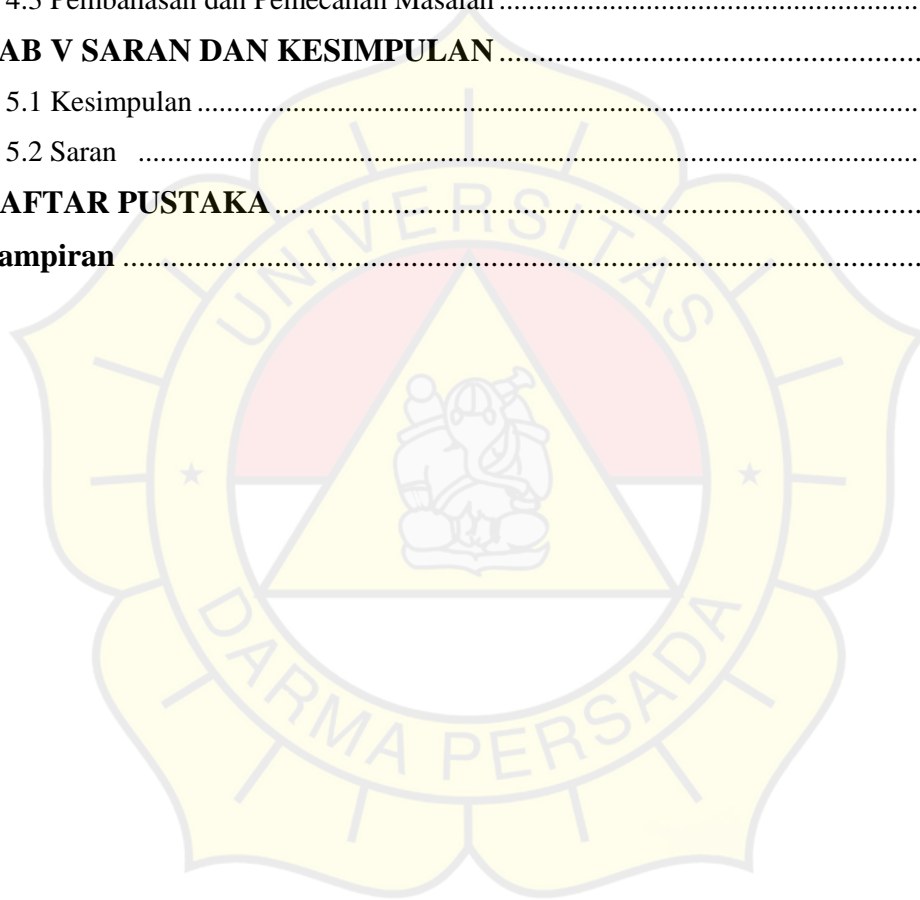 4.3 Pembahasan dan Pemecahan Masalah ........................................................
AB V SARAN DAN KESIMPULAN ........................................................
5.1 Kesimpulan ........................................................
5.2 Saran ........................................................
AFTAR PUSTAKA ........................................................
ampiran ........................................................
UNIVERSITAS
DARMA PERSADA